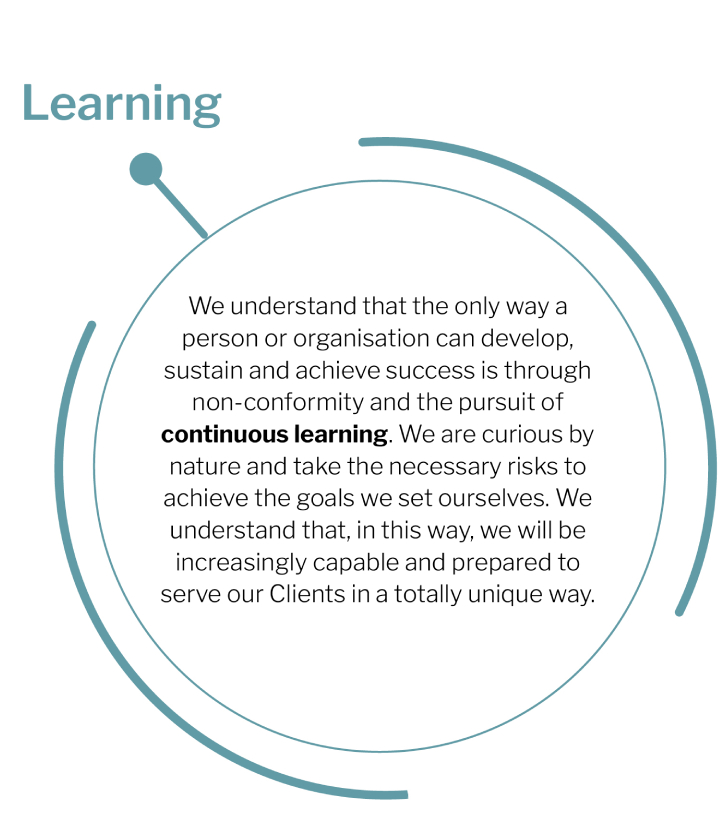 Learning
We understand that the only way a
person or organisation can develop,
sustain and achieve success is through
non-conformity and the pursuit of
continuous learning. We are curious by
nature and take the necessary risks to
achieve the goals we set ourselves. We
understand that, in this way, we will be
increasingly capable and prepared to
serve our Clients in a totally unique way.